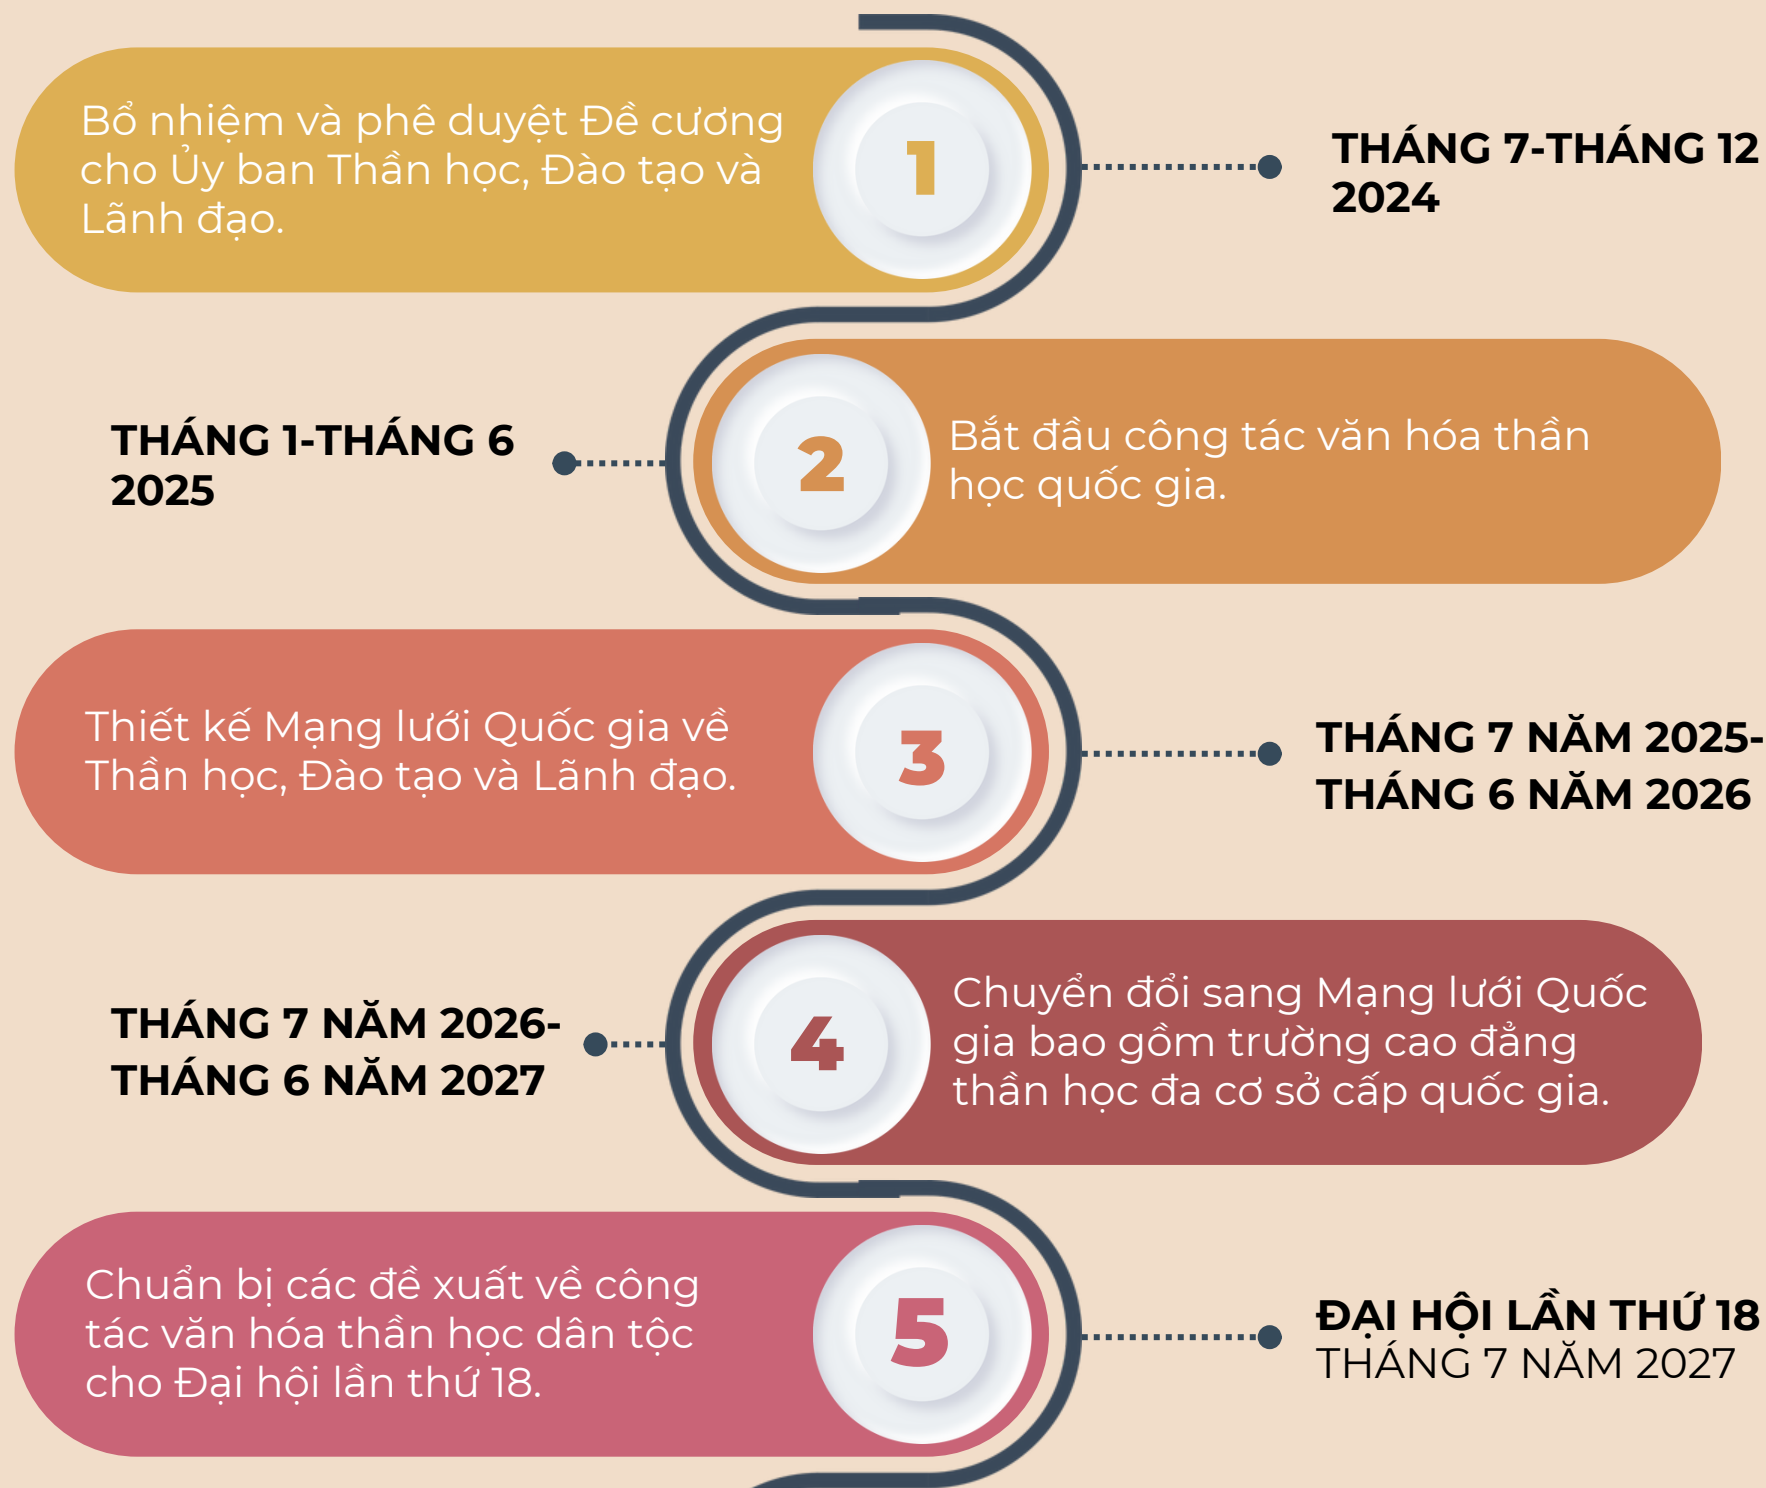 Bổ nhiệm và phê duyệt Đề cương
cho Ủy ban Thần học, Đào tạo và
Lãnh đạo.
1
THÁNG 7-THÁNG 12
2024
THÁNG 1-THÁNG 6
2025
2
Bắt đầu công tác văn hóa thần
học quốc gia.
Thiết kế Mạng lưới Quốc gia về
Thần học, Đào tạo và Lãnh đạo.
3
THÁNG 7 NĂM 2025-
THÁNG 6 NĂM 2026
THÁNG 7 NĂM 2026-
THÁNG 6 NĂM 2027
4
Chuyển đổi sang Mạng lưới Quốc
gia bao gồm trường cao đẳng
thần học đa cơ sở cấp quốc gia.
Chuẩn bị các đề xuất về công
tác văn hóa thần học dân tộc
cho Đại hội lần thứ 18.
5
ĐẠI HỘI LẦN THỨ 18
THÁNG 7 NĂM 2027